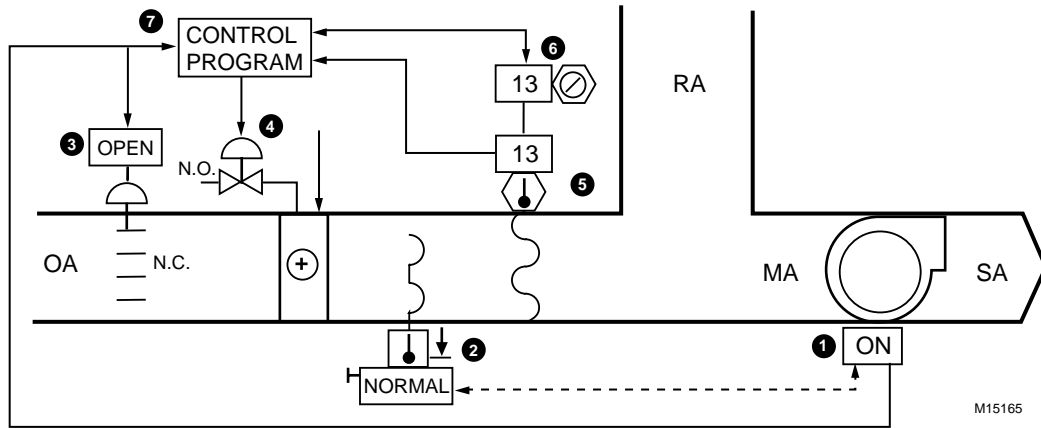 7
CONTROL
PROGRAM
6
13
RA
3
OPEN
4
N.O.
13
5
OA
N.C.
+
MA
SA
2
1
ON
NORMAL
M15165